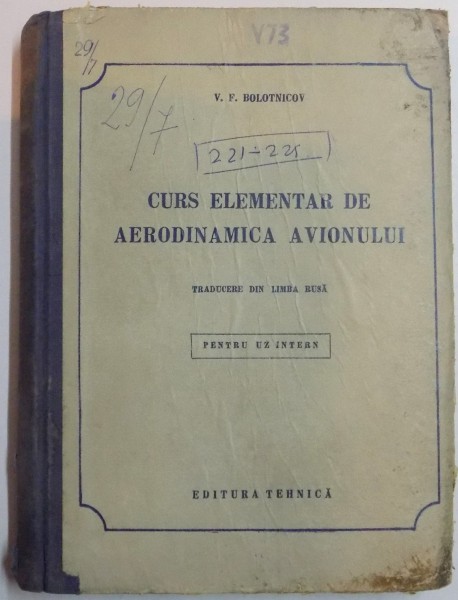 Y73
29/7
29/7
V. F. BOLOTNICOV
221-225
CURS ELEMENTAR DE
AERODINAMICA AVIONULUI
TRADUCERE DIN LIMBA RUSĂ
PENTRU UZ INTERN
EDITURA TEHNICĂ